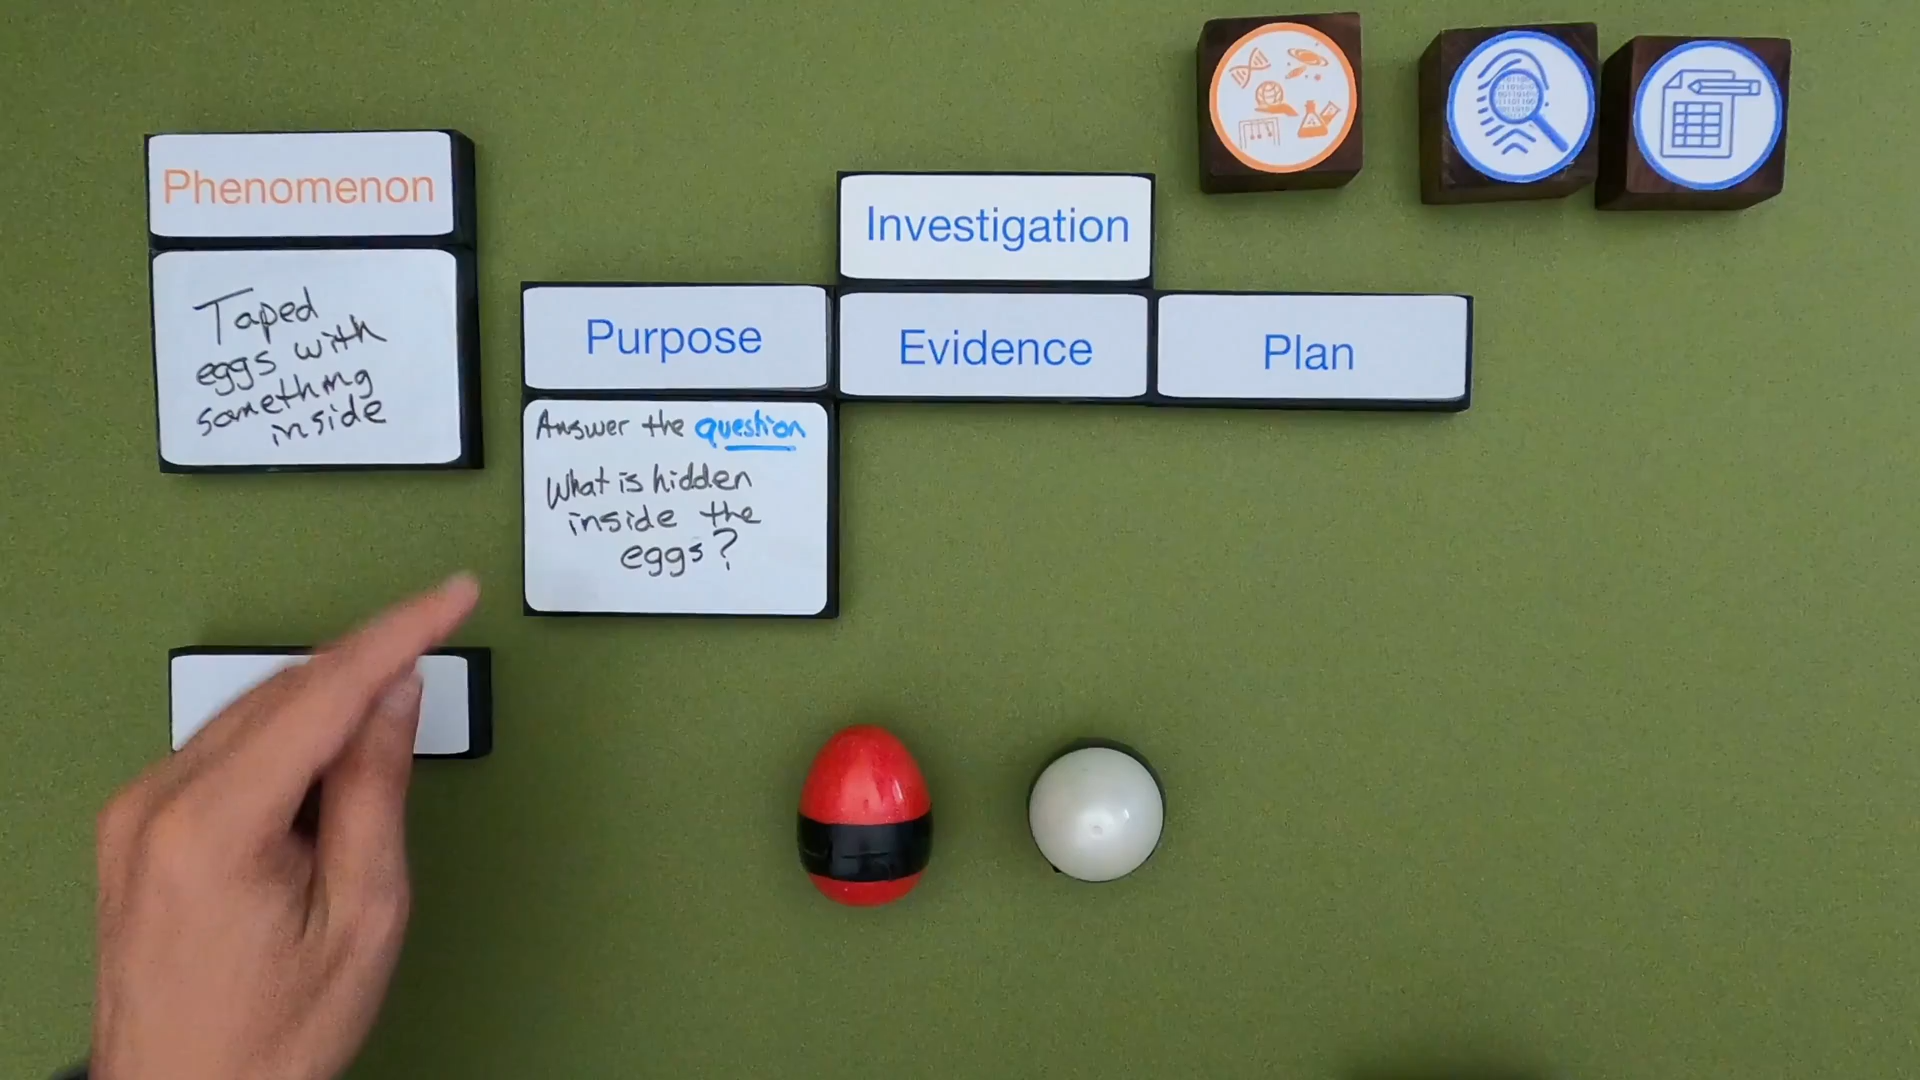 Phenomenon
Taped
eggs with
something
inside
Investigation
Purpose
Evidence
Plan
Answer the question
What is hidden
inside the
eggs?